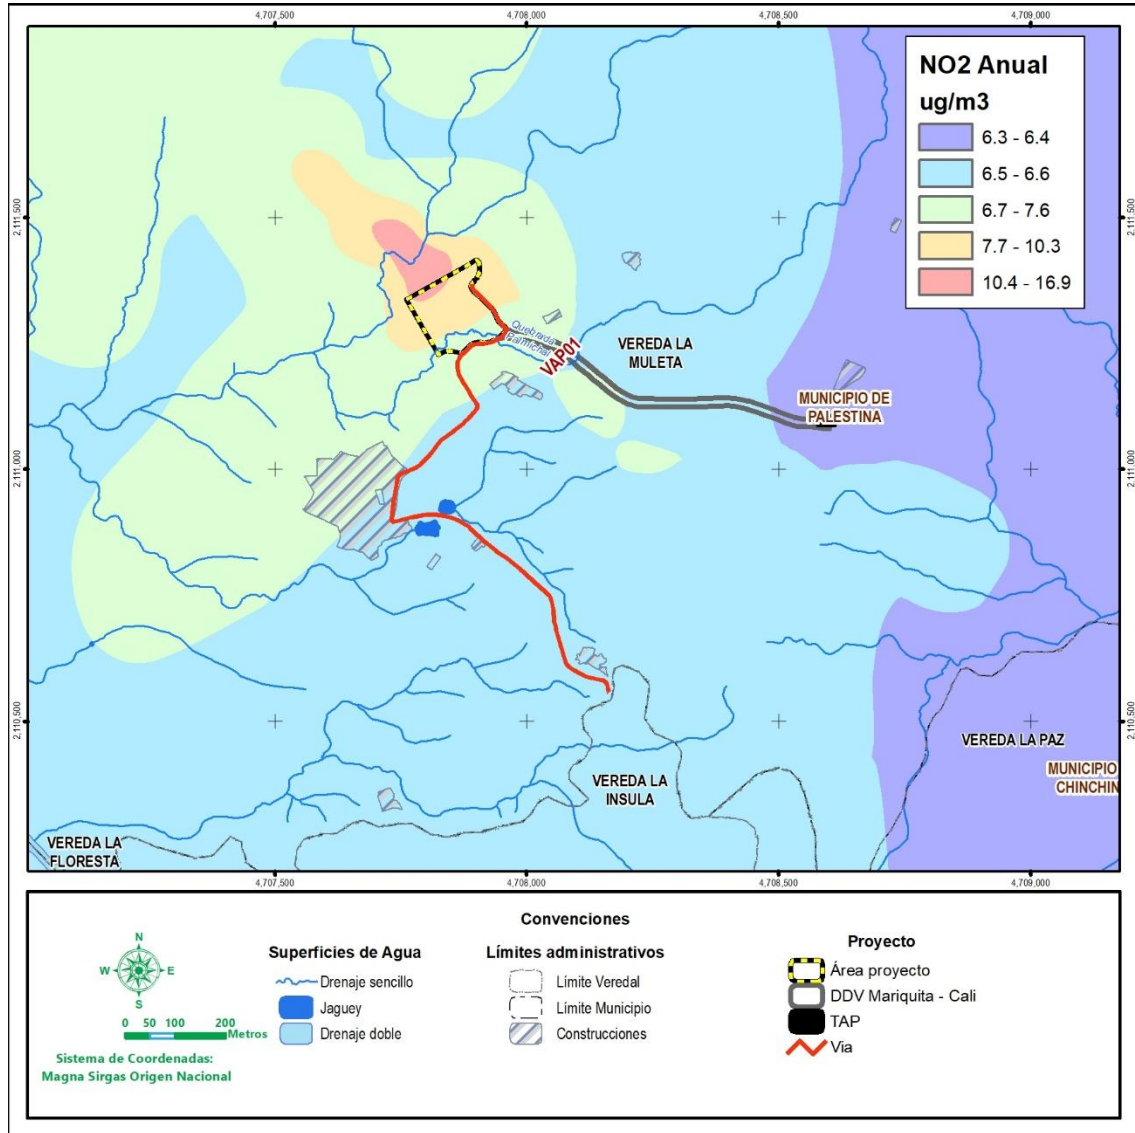 4,707,500
4,708,000
4,708,500
4,709,000
NO2 Anual
ug/m3
6.3 - 6.4
6.5 - 6.6
6.7 - 7.6
7.7 - 10.3
10.4 - 16.9
2,111,500
2,111,500
Quebrada
Palmichal
VAP01
VEREDA LA
MULETA
MUNICIPIO DE
PALESTINA
2,111,000
2,111,000
2,110,500
2,110,500
VEREDA LA PAZ
MUNICIPIO
CHINCHIN
VEREDA LA
INSULA
VEREDA LA
FLORESTA
4,707,500
4,708,000
4,708,500
4,709,000
Convenciones
N
W
E
S
0 50 100 200
Metros
Sistema de Coordenadas:
Magna Sirgas Origen Nacional
Superficies de Agua
Drenaje sencillo
Jaguey
Drenaje doble
Límites administrativos
Límite Veredal
Límite Municipio
Construcciones
Proyecto
Área proyecto
DDV Mariquita - Cali
TAP
Via